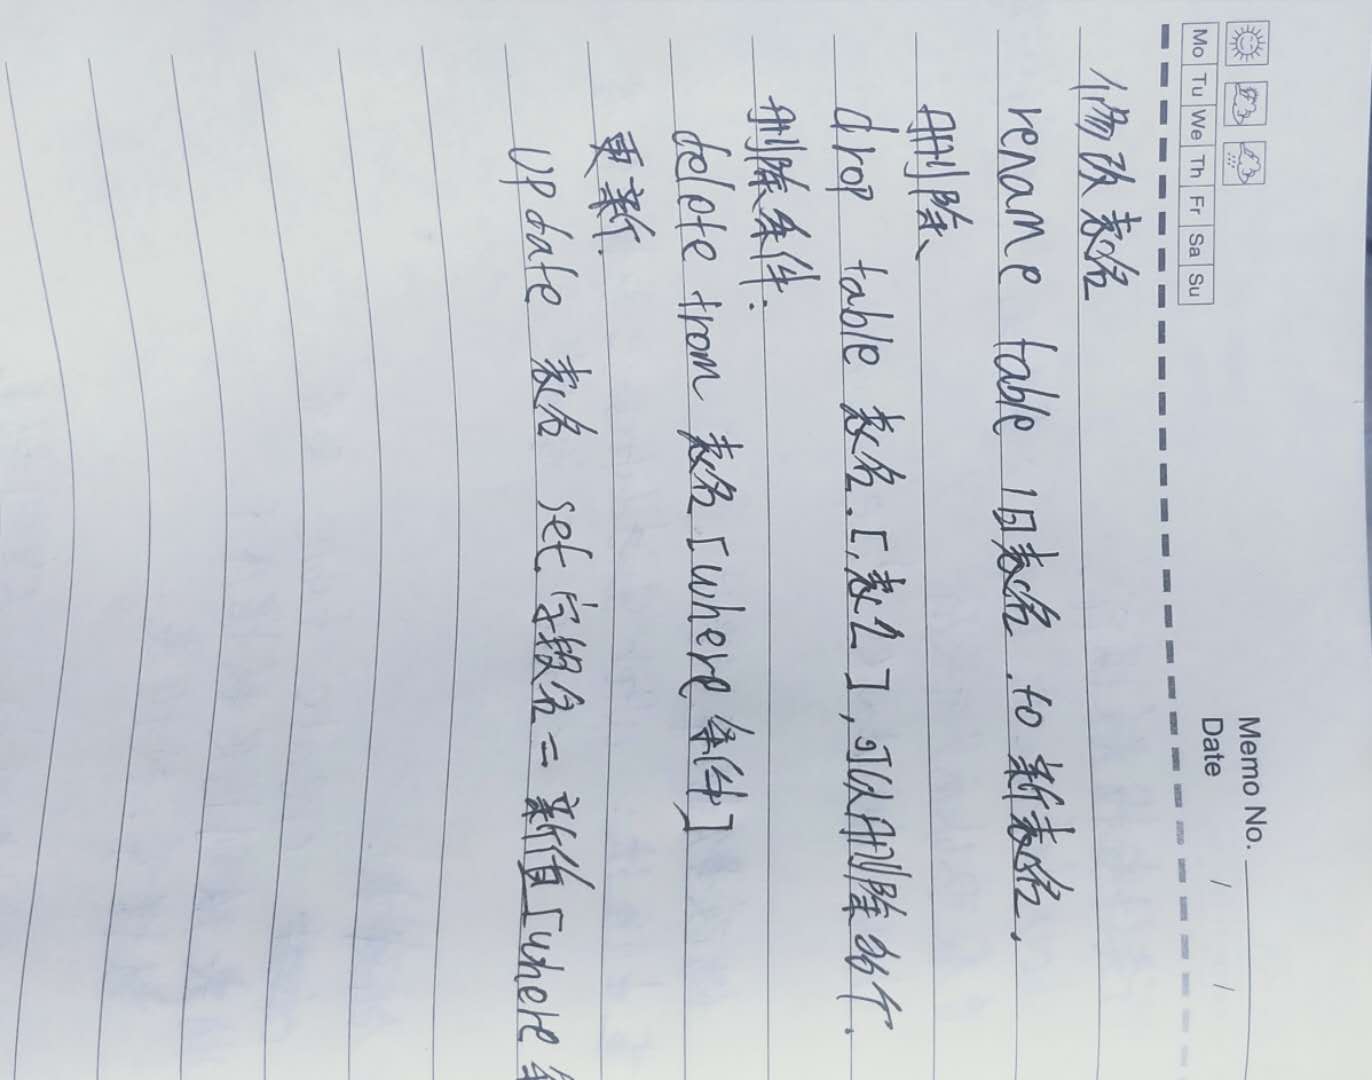 Memo No.
Mo Tu We Th Fr Sa Su
Date / /
修改表名
rename table 旧表名 to 新表名.
删除
drop table 表名.[,表名],可以删除多个.
删除条件:
delete from 表名[where 条件]
更新.
update 表名 set 字段名=新值[where 条